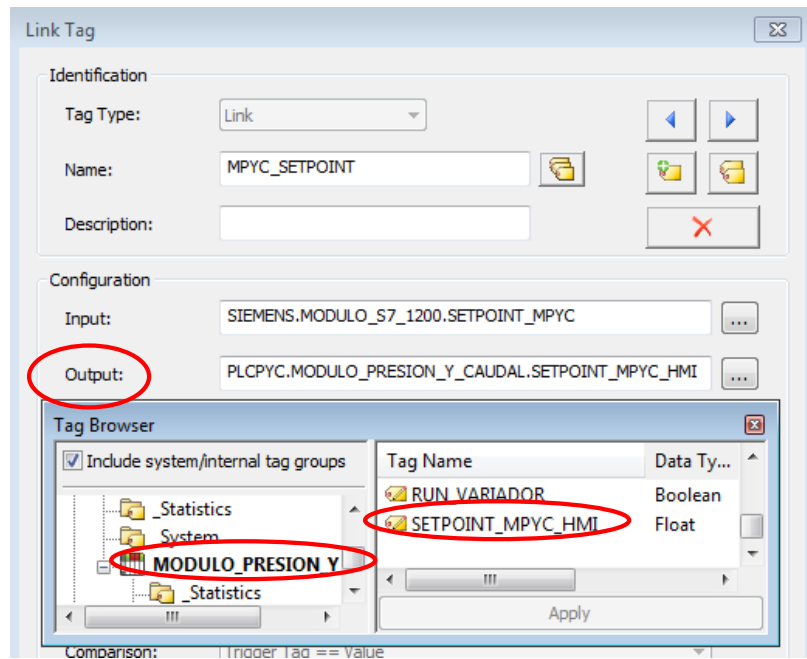 Link Tag
Identification
Tag Type: Link
Name: MPYC_SETPOINT
Description:
Configuration
Input: SIEMENS.MODULO_S7_1200.SETPOINT_MPYC ...
Output: PLCPYC.MODULO_PRESION_Y_CAUDAL.SETPOINT_MPYC_HMI ...
Tag Browser
Include system/internal tag groups
Tag Name Data Ty...
_Statistics
RUN_VARIADOR Boolean
_System
SETPOINT_MPYC_HMI Float
MODULO_PRESION_Y
_Statistics
Apply
Comparison: Trigger Tag == Value